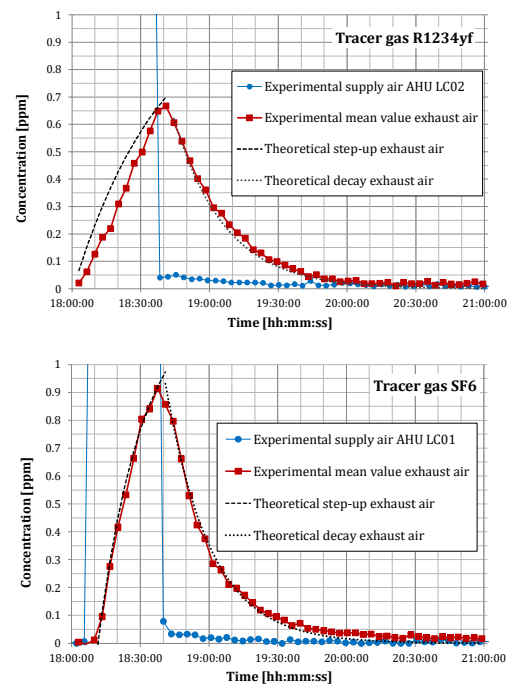 Tracer gas R1234yf
Concentration [ppm]
1
0.9
0.8
0.7
0.6
0.5
0.4
0.3
0.2
0.1
0
Experimental supply air AHU LC02
Experimental mean value exhaust air
Theoretical step-up exhaust air
Theoretical decay exhaust air
18:00:00 18:30:00 19:00:00 19:30:00 20:00:00 20:30:00 21:00:00
Time [hh:mm:ss]
Tracer gas SF6
Concentration [ppm]
1
0.9
0.8
0.7
0.6
0.5
0.4
0.3
0.2
0.1
0
Experimental supply air AHU LC01
Experimental mean value exhaust air
Theoretical step-up exhaust air
Theoretical decay exhaust air
18:00:00 18:30:00 19:00:00 19:30:00 20:00:00 20:30:00 21:00:00
Time [hh:mm:ss]